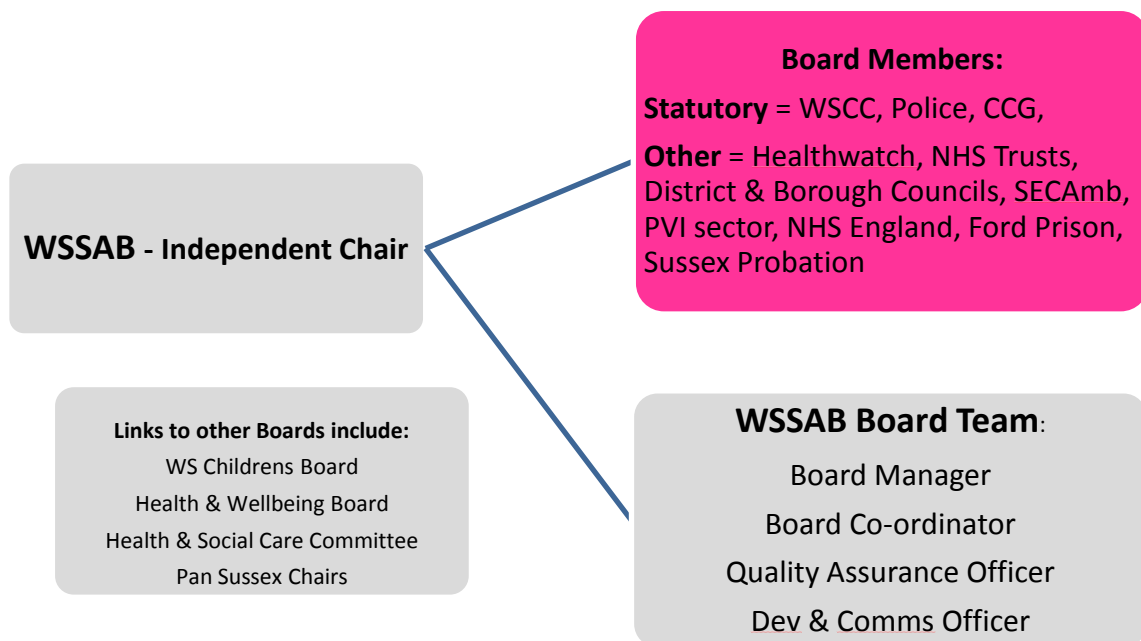 WSSAB - Independent Chair
Board Members:
Statutory = WSCC, Police, CCG,
Other = Healthwatch, NHS Trusts,
District & Borough Councils, SECAmb,
PVI sector, NHS England, Ford Prison,
Sussex Probation
Links to other Boards include:
WS Childrens Board
Health & Wellbeing Board
Health & Social Care Committee
Pan Sussex Chairs
WSSAB Board Team:
Board Manager
Board Co-ordinator
Quality Assurance Officer
Dev & Comms Officer